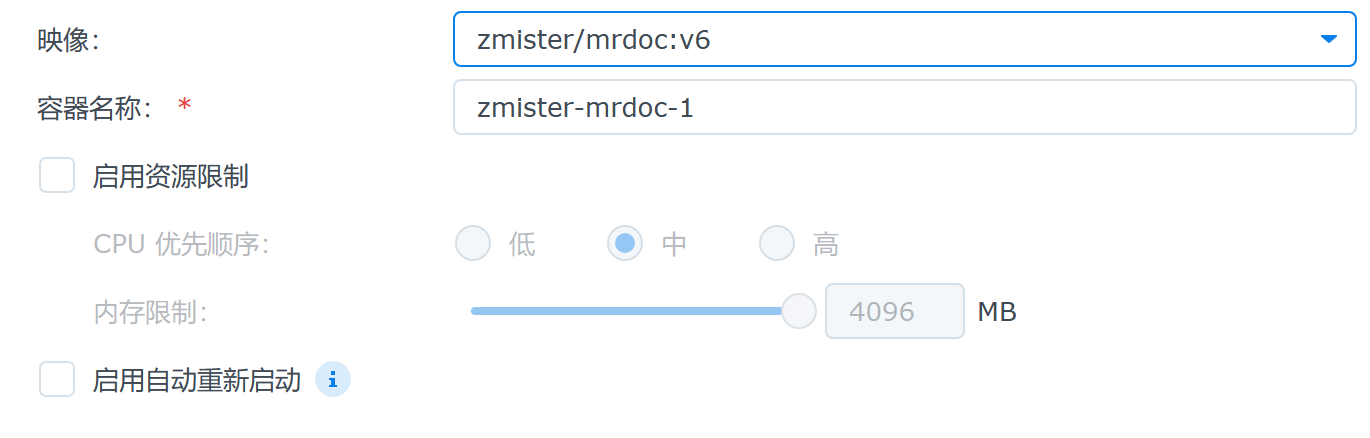 映像： zmister/mrdoc:v6
容器名称： * zmister-mrdoc-1
启用资源限制
CPU 优先顺序： 低 中 高
内存限制： 4096 MB
启用自动重新启动 i